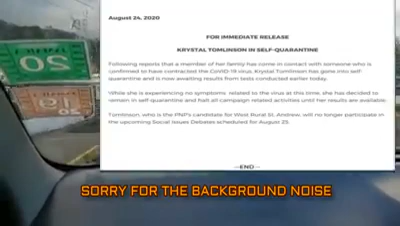 August 24, 2020
FOR IMMEDIATE RELEASE
KRYSTAL TOMLINSON IN SELF-QUARANTINE
Following reports that a member of her family has come in contact with someone who is
confirmed to have contracted the CoVID-19 virus, Krystal Tomlinson has gone into self-
quarantine and is now awaiting results from tests conducted earlier today.
While she is experiencing no symptoms related to the virus at this time, she has decided to
remain in self quarantine and halt all campaign related activities until her results are available.
Tomlinson, who is the PNP's candidate for West Rural St. Andrew, will no longer participate in
the upcoming Social Issues Debates scheduled for August 25.
--END--
20
19
SORRY FOR THE BACKGROUND NOISE